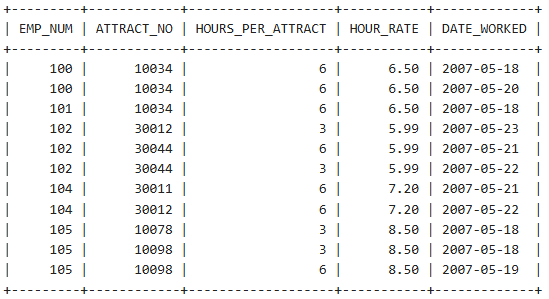 +---------+------------+--------------------+-----------+-------------+
| EMP_NUM | ATTRACT_NO | HOURS_PER_ATTRACT | HOUR_RATE | DATE_WORKED |
+---------+------------+--------------------+-----------+-------------+
| 100 | 10034 | 6 | 6.50 | 2007-05-18 |
| 100 | 10034 | 6 | 6.50 | 2007-05-20 |
| 101 | 10034 | 6 | 6.50 | 2007-05-18 |
| 102 | 30012 | 3 | 5.99 | 2007-05-23 |
| 102 | 30044 | 6 | 5.99 | 2007-05-21 |
| 102 | 30044 | 3 | 5.99 | 2007-05-22 |
| 104 | 30011 | 6 | 7.20 | 2007-05-21 |
| 104 | 30012 | 6 | 7.20 | 2007-05-22 |
| 105 | 10078 | 3 | 8.50 | 2007-05-18 |
| 105 | 10098 | 3 | 8.50 | 2007-05-18 |
| 105 | 10098 | 6 | 8.50 | 2007-05-19 |
+---------+------------+--------------------+-----------+-------------+